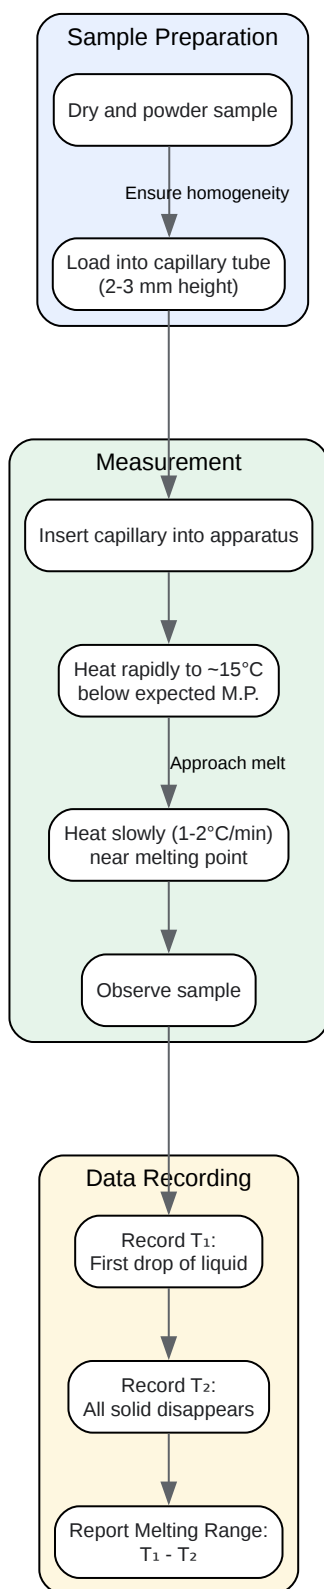 Sample Preparation
Dry and powder sample
Ensure homogeneity
Load into capillary tube
(2-3 mm height)
Measurement
Insert capillary into apparatus
Heat rapidly to ~15°C
below expected M.P.
Approach melt
Heat slowly (1-2°C/min)
near melting point
Observe sample
Data Recording
Record T₁:
First drop of liquid
Record T₂:
All solid disappears
Report Melting Range:
T₁ - T₂